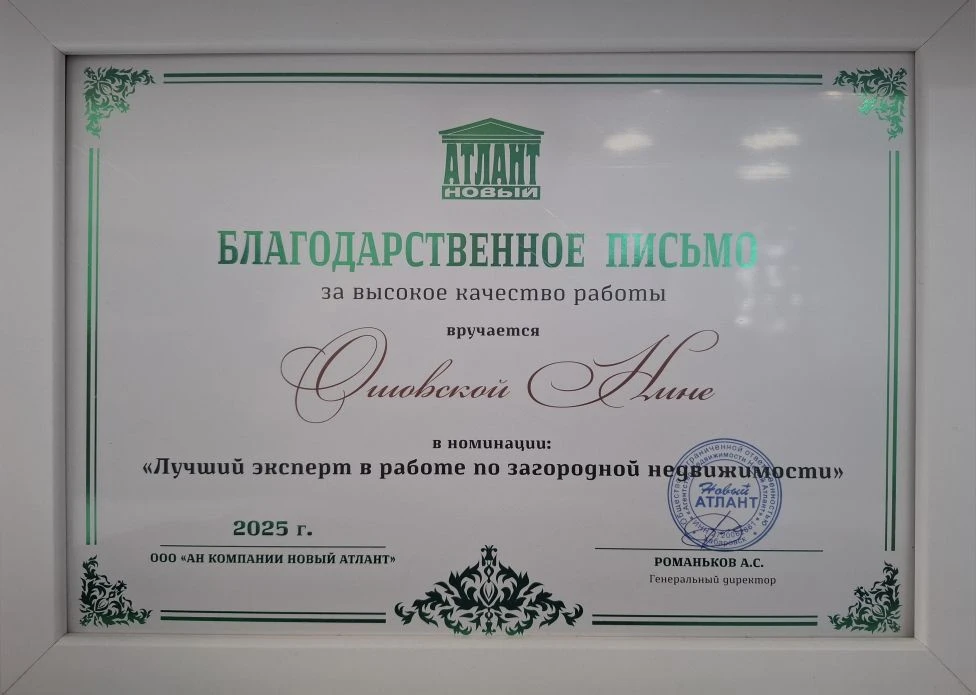 АТЛАНТ
НОВЫЙ
БЛАГОДАРСТВЕННОЕ ПИСЬМО
за высокое качество работы
вручается
Ошовской Нине
в номинации:
«Лучший эксперт в работе по загородной недвижимости»
Новый
АТЛАНТ
Хабаровск
2025 г.
ООО «АН КОМПАНИИ НОВЫЙ АТЛАНТ»
РОМАНЬКОВ А.С.
Генеральный директор